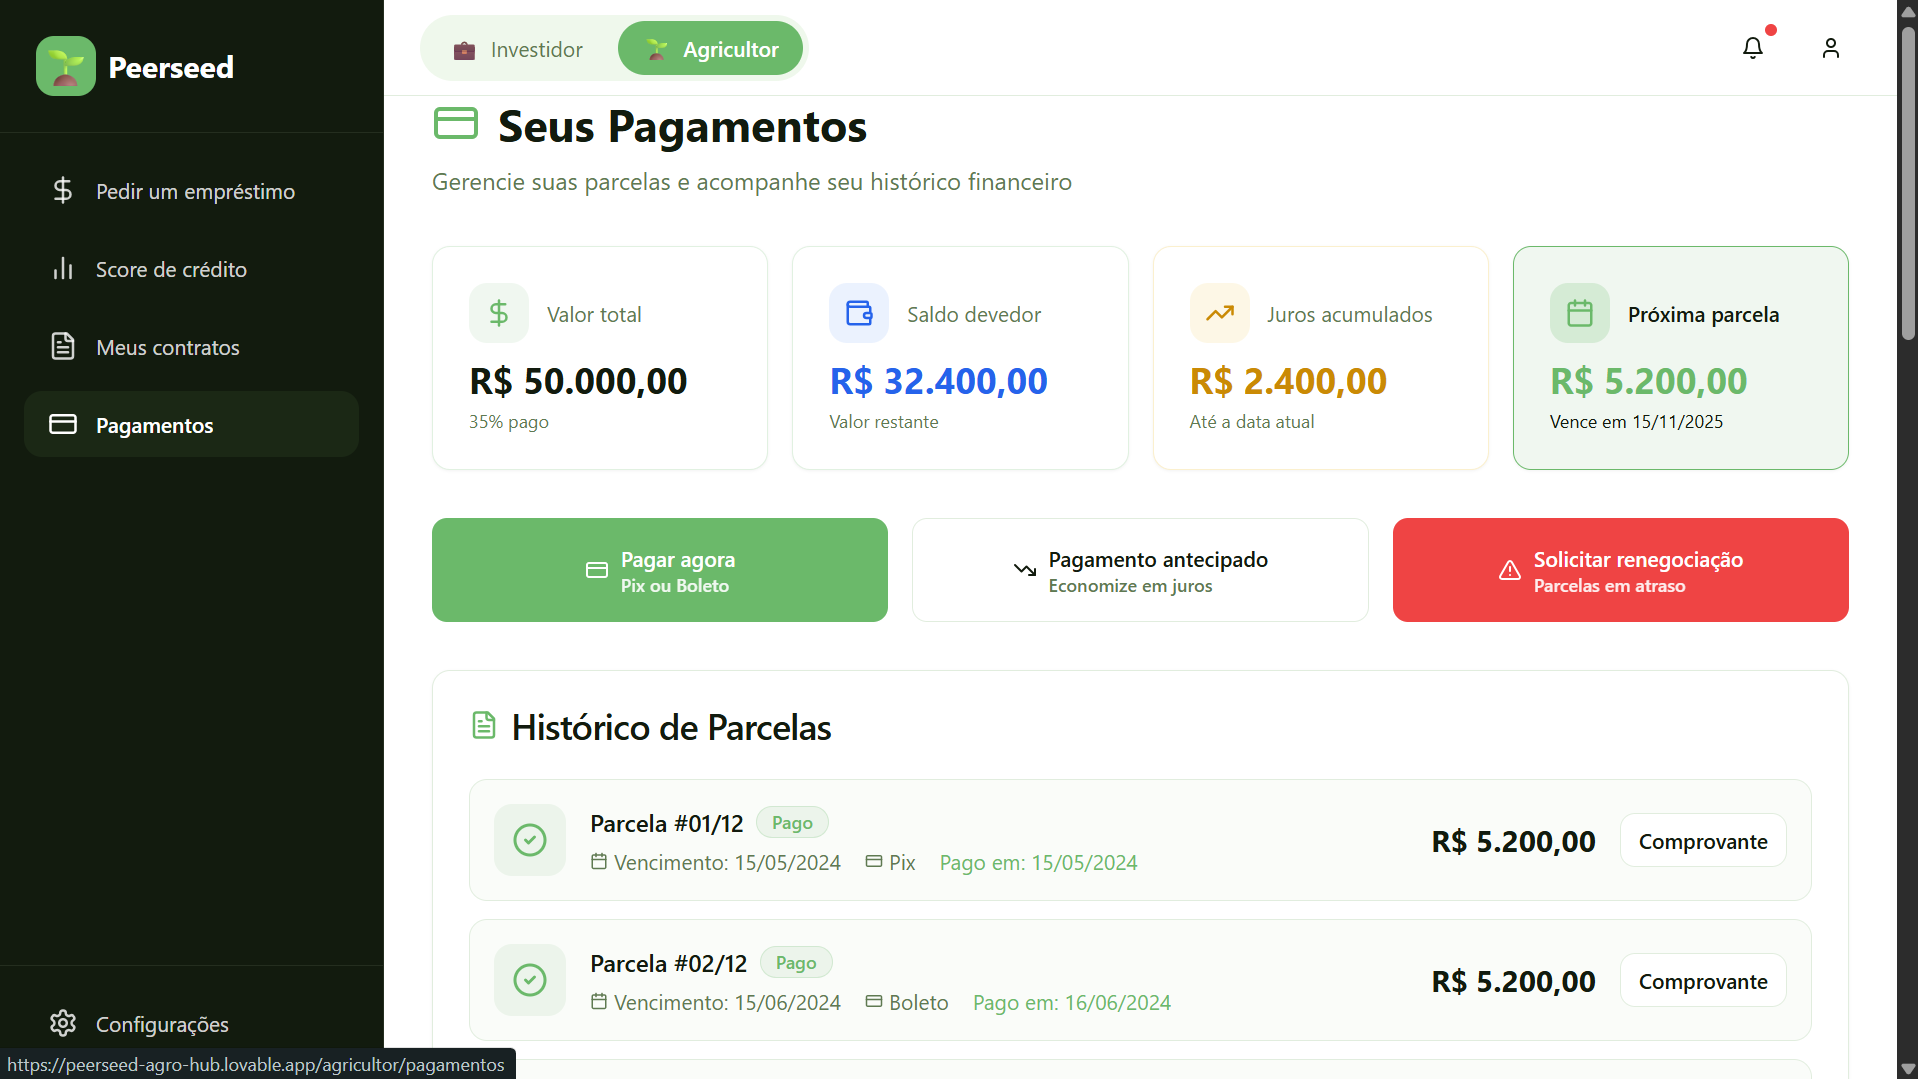 Peerseed
Pedir um empréstimo
Score de crédito
Meus contratos
Pagamentos
Configurações
https://peerseed-agro-hub.lovable.app/agricultor/pagamentos
Investidor
Agricultor
Seus Pagamentos
Gerencie suas parcelas e acompanhe seu histórico financeiro
Valor total
R$ 50.000,00
35% pago
Saldo devedor
R$ 32.400,00
Valor restante
Juros acumulados
R$ 2.400,00
Até a data atual
Próxima parcela
R$ 5.200,00
Vence em 15/11/2025
Pagar agora
Pix ou Boleto
Pagamento antecipado
Economize em juros
Solicitar renegociação
Parcelas em atraso
Histórico de Parcelas
Parcela #01/12 Pago
Vencimento: 15/05/2024 Pix Pago em: 15/05/2024
R$ 5.200,00 Comprovante
Parcela #02/12 Pago
Vencimento: 15/06/2024 Boleto Pago em: 16/06/2024
R$ 5.200,00 Comprovante